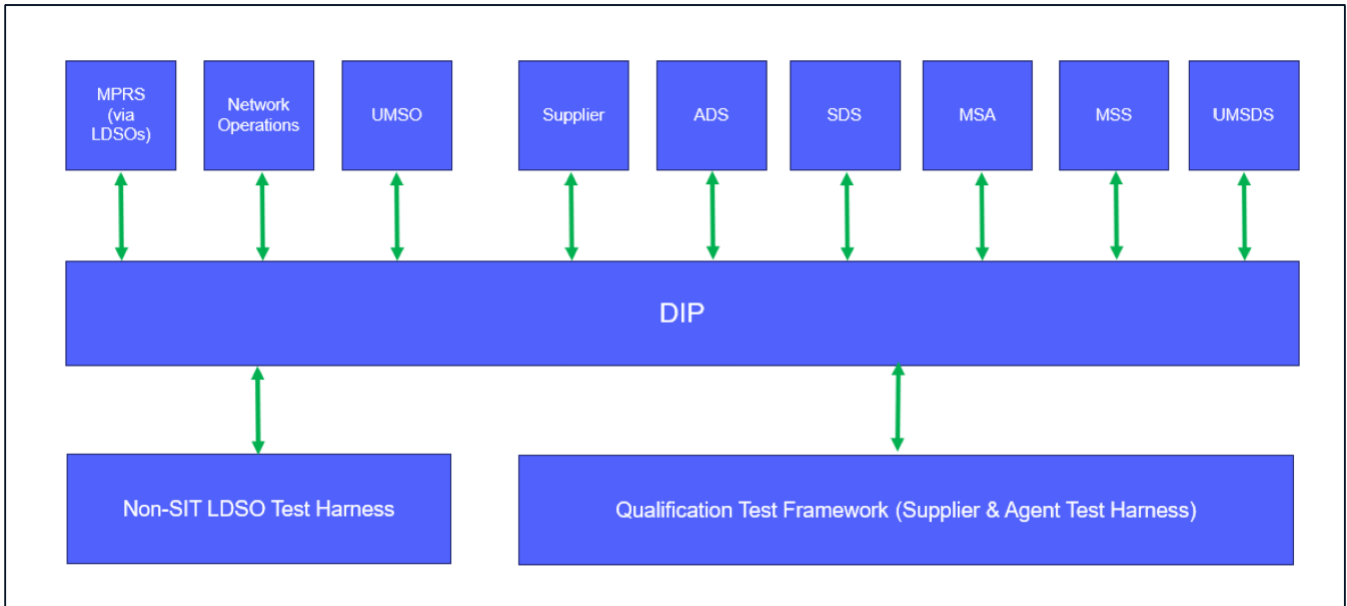 MPRS
(via
LDSOs)
Network
Operations
UMSO
Supplier
ADS
SDS
MSA
MSS
UMSDS
DIP
Non-SIT LDSO Test Harness
Qualification Test Framework (Supplier & Agent Test Harness)